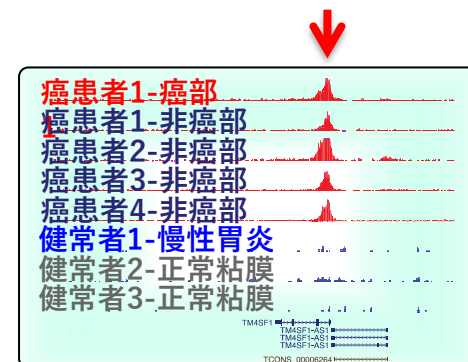 癌患者1-癌部
1
癌患者1-非癌部
癌患者2-非癌部
癌患者3-非癌部
癌患者4-非癌部
健常者1-慢性胃炎
健常者2-正常粘膜
健常者3-正常粘膜
TM4SF1
TM4SF1-AS1
TM4SF1-AS1
TM4SF1-AS1
TCONS_00006264